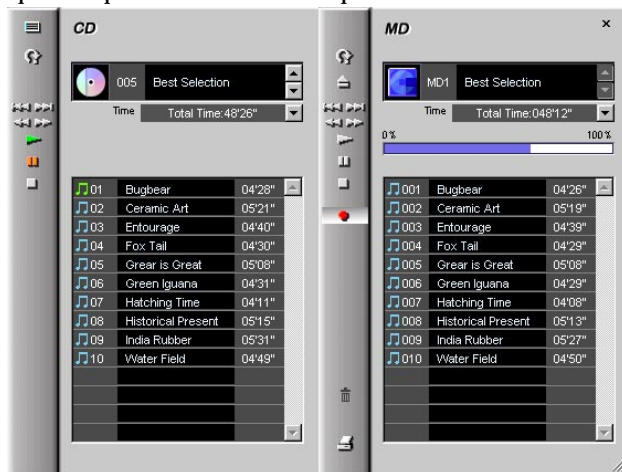 CD
005 Best Selection
Time Total Time:48'26"
01 Bugbear 04'28"
02 Ceramic Art 05'21"
03 Entourage 04'40"
04 Fox Tail 04'30"
05 Grear is Great 05'08"
06 Green Iguana 04'31"
07 Hatching Time 04'11"
08 Historical Present 05'15"
09 India Rubber 05'31"
10 Water Field 04'49"
MD
MD1 Best Selection
Time Total Time:048'12"
0% 100%
001 Bugbear 04'26"
002 Ceramic Art 05'19"
003 Entourage 04'39"
004 Fox Tail 04'29"
005 Grear is Great 05'08"
006 Green Iguana 04'29"
007 Hatching Time 04'08"
008 Historical Present 05'13"
009 India Rubber 05'27"
010 Water Field 04'50"